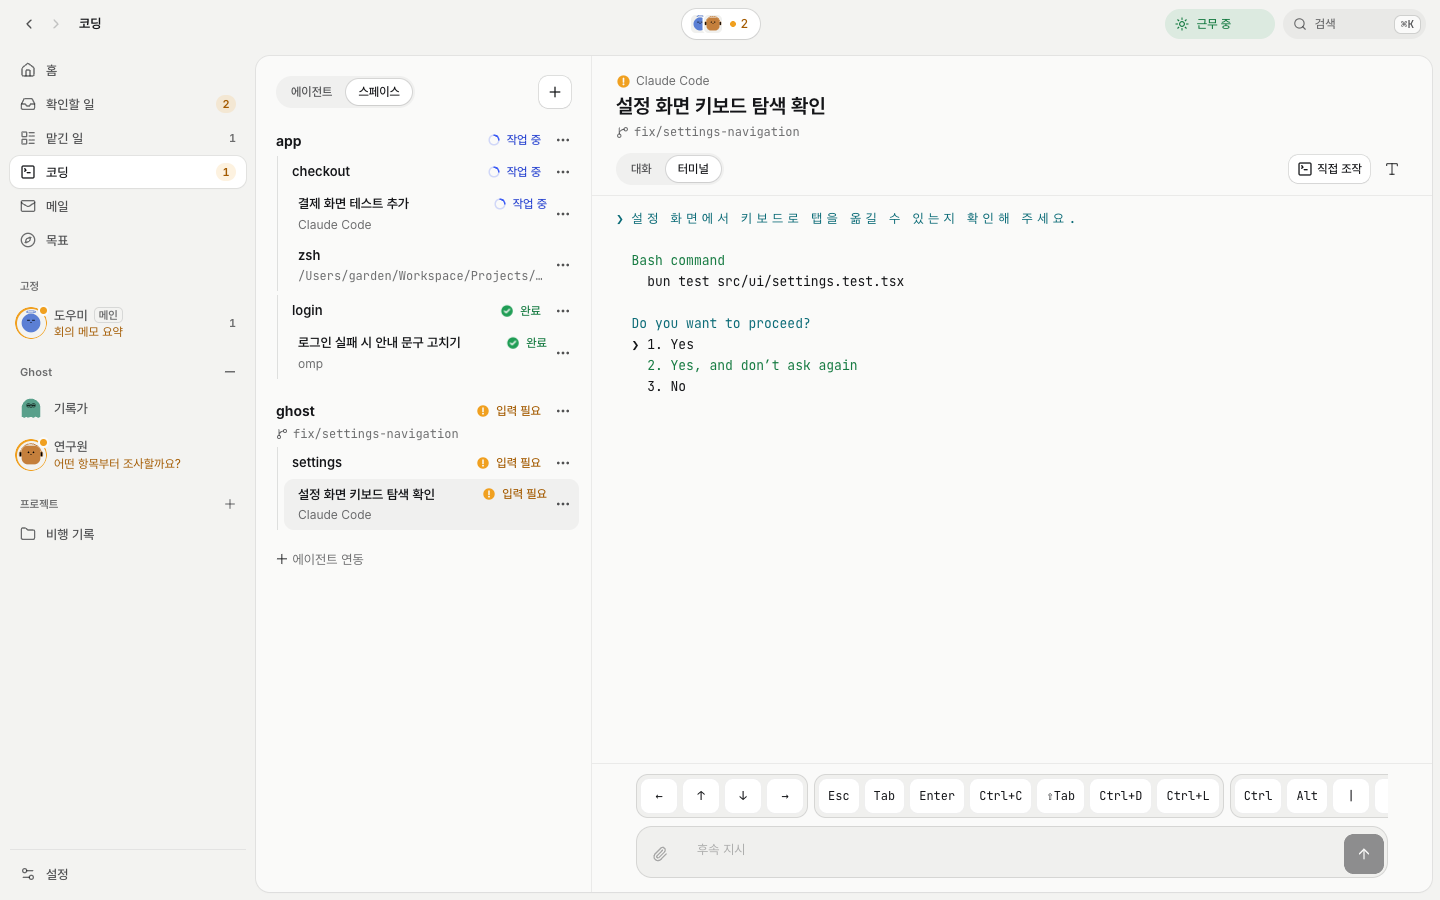 코딩
2
근무 중
검색
⌘K
홈
확인할 일
2
맡긴 일
1
코딩
1
메일
목표
고정
도우미
메인
회의 메모 요약
1
Ghost
기록가
연구원
어떤 항목부터 조사할까요?
프로젝트
비행 기록
설정
에이전트
스페이스
app
작업 중
checkout
작업 중
결제 화면 테스트 추가
작업 중
Claude Code
zsh
/Users/garden/Workspace/Projects/…
login
완료
로그인 실패 시 안내 문구 고치기
완료
omp
ghost
입력 필요
fix/settings-navigation
settings
입력 필요
설정 화면 키보드 탐색 확인
입력 필요
Claude Code
에이전트 연동
Claude Code
설정 화면 키보드 탐색 확인
fix/settings-navigation
대화
터미널
직접 조작
❯ 설정 화면에서 키보드로 탭을 옮길 수 있는지 확인해 주세요.
Bash command
bun test src/ui/settings.test.tsx
Do you want to proceed?
❯ 1. Yes
2. Yes, and don’t ask again
3. No
← ↑ ↓ → Esc Tab Enter Ctrl+C ⇧Tab Ctrl+D Ctrl+L Ctrl Alt |
후속 지시